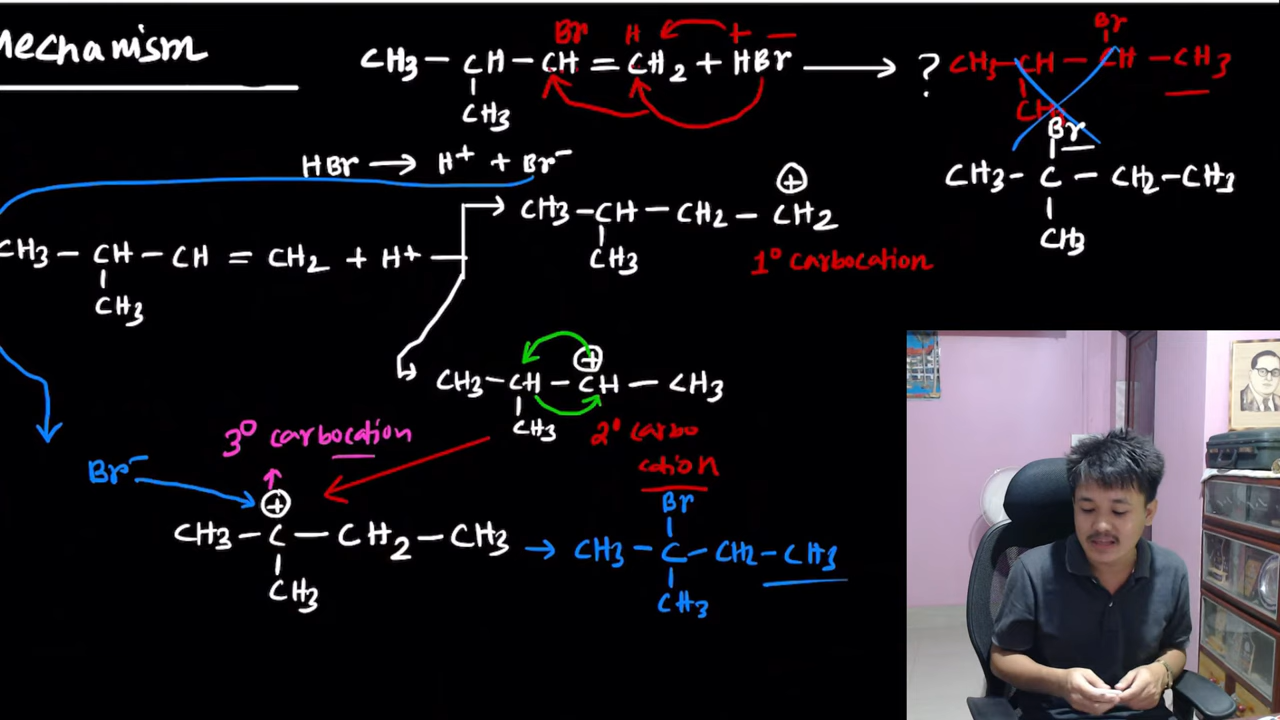 Mechanism
Br H + −
CH3 − CH − CH = CH2 + HBr ⟶ ?
CH3
Br
CH3 − CH − CH − CH3
CH3
HBr → H+ + Br−
Br
CH3 − C − CH2 − CH3
CH3
⊕
CH3 − CH − CH2 − CH2
CH3
1° carbocation
CH3 − CH − CH = CH2 + H+
CH3
⊕
CH3 − CH − CH − CH3
CH3
2° carbo
cation
3° carbocation
Br−
⊕
CH3 − C − CH2 − CH3
CH3
Br
→ CH3 − C − CH2 − CH3
CH3